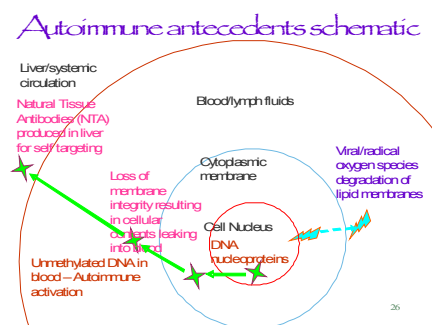 Autoimmune antecedents schematic
Liver/systemic
circulation
Natural Tissue
Antibodies (NTA)
produced in liver
for self targeting
Blood/lymph fluids
Cytoplasmic
membrane
Viral/radical
oxygen species
degradation of
lipid membranes
Loss of
membrane
integrity resulting
in cellular
contents leaking
into blood
Cell Nucleus
DNA
nucleoproteins
Unmethylated DNA in
blood – Autoimmune
activation
26